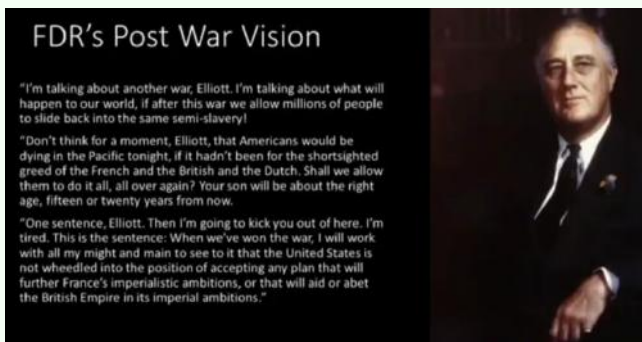 FDR's Post War Vision
"I'm talking about another war, Elliott. I'm talking about what will
happen to our world, if after this war we allow millions of people
to slide back into the same semi-slavery!
"Don't think for a moment, Elliott, that Americans would be
dying in the Pacific tonight, if it hadn't been for the shortsighted
greed of the French and the British and the Dutch. Shall we allow
them to do it all, all over again? Your son will be about the right
age, fifteen or twenty years from now.
"One sentence, Elliott. Then I'm going to kick you out of here. I'm
tired. This is the sentence: When we've won the war, I will work
with all my might and main to see to it that the United States is
not wheedled into the position of accepting any plan that will
further France's imperialistic ambitions, or that will aid or abet
the British Empire in its imperial ambitions."